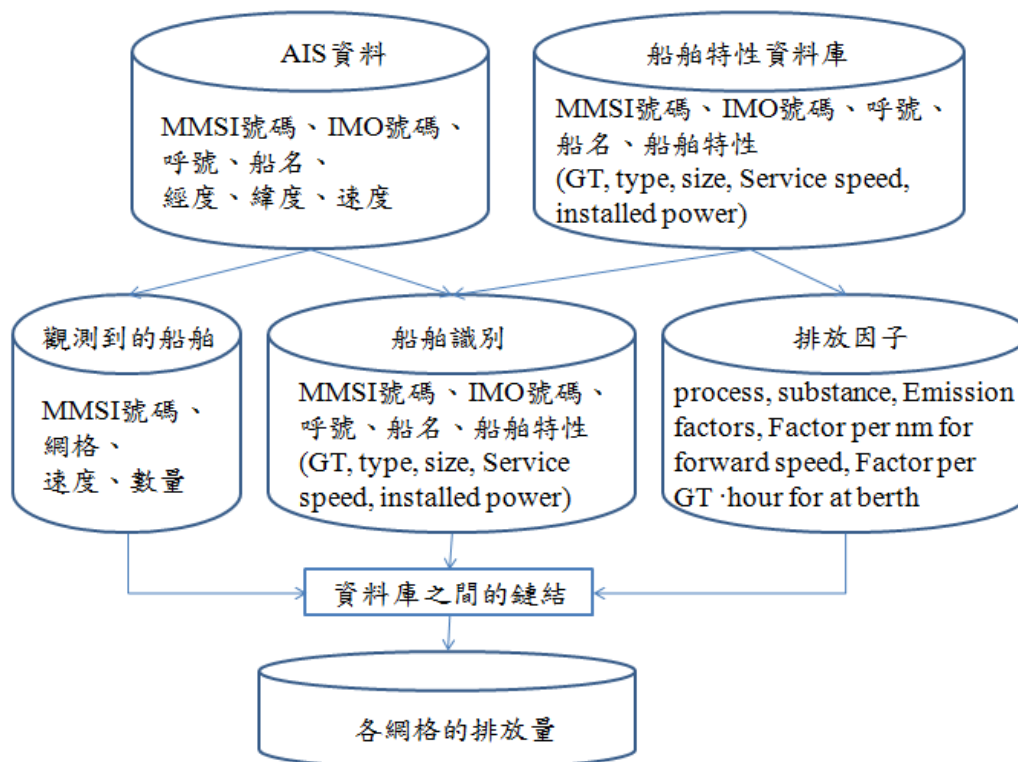 AIS資料
MMSI號碼、IMO號碼、
呼號、船名、
經度、緯度、速度
船舶特性資料庫
MMSI號碼、IMO號碼、呼號、
船名、船舶特性
(GT, type, size, Service speed,
installed power)
觀測到的船舶
MMSI號碼、
網格、
速度、數量
船舶識別
MMSI號碼、IMO號碼、
呼號、船名、船舶特性
(GT, type, size, Service
speed, installed power)
排放因子
process, substance, Emission
factors, Factor per nm for
forward speed, Factor per
GT ·hour for at berth
資料庫之間的鏈結
各網格的排放量